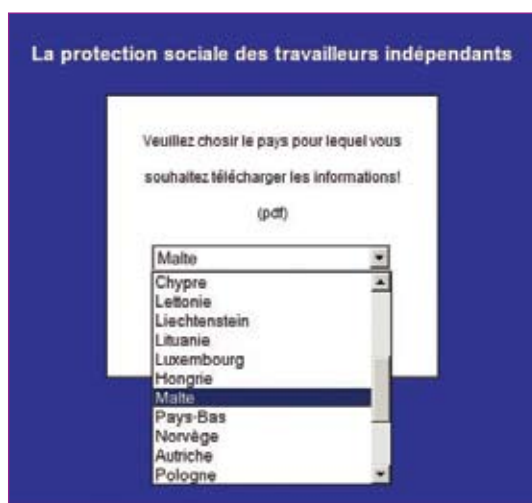 La protection sociale des travailleurs indépendants
Veuillez chosir le pays pour lequel vous
souhaitez télécharger les informations!
(pdf)
Malte
Chypre
Lettonie
Liechtenstein
Lituanie
Luxembourg
Hongrie
Malte
Pays-Bas
Norvège
Autriche
Pologne